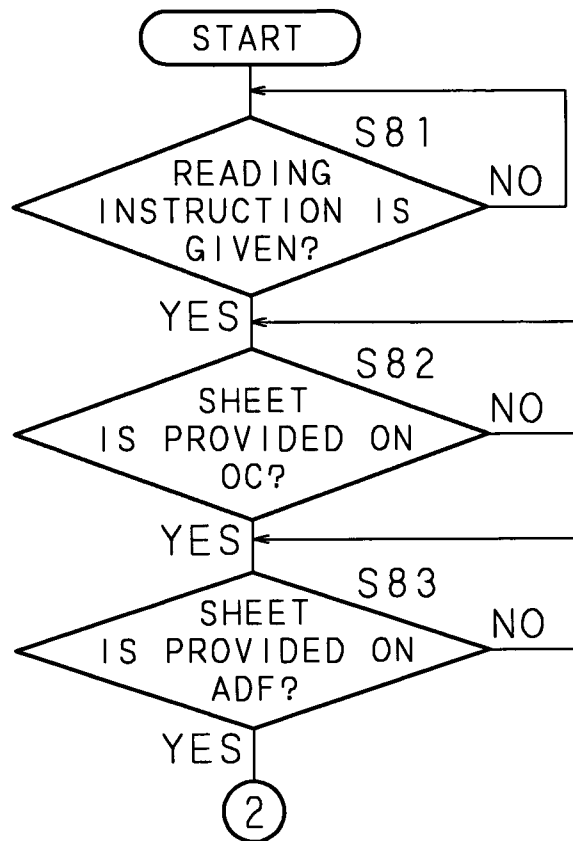 START
S81
READING
INSTRUCTION IS
GIVEN?
NO
YES
S82
SHEET
IS PROVIDED ON
OC?
NO
YES
S83
SHEET
IS PROVIDED ON
ADF?
NO
YES
2